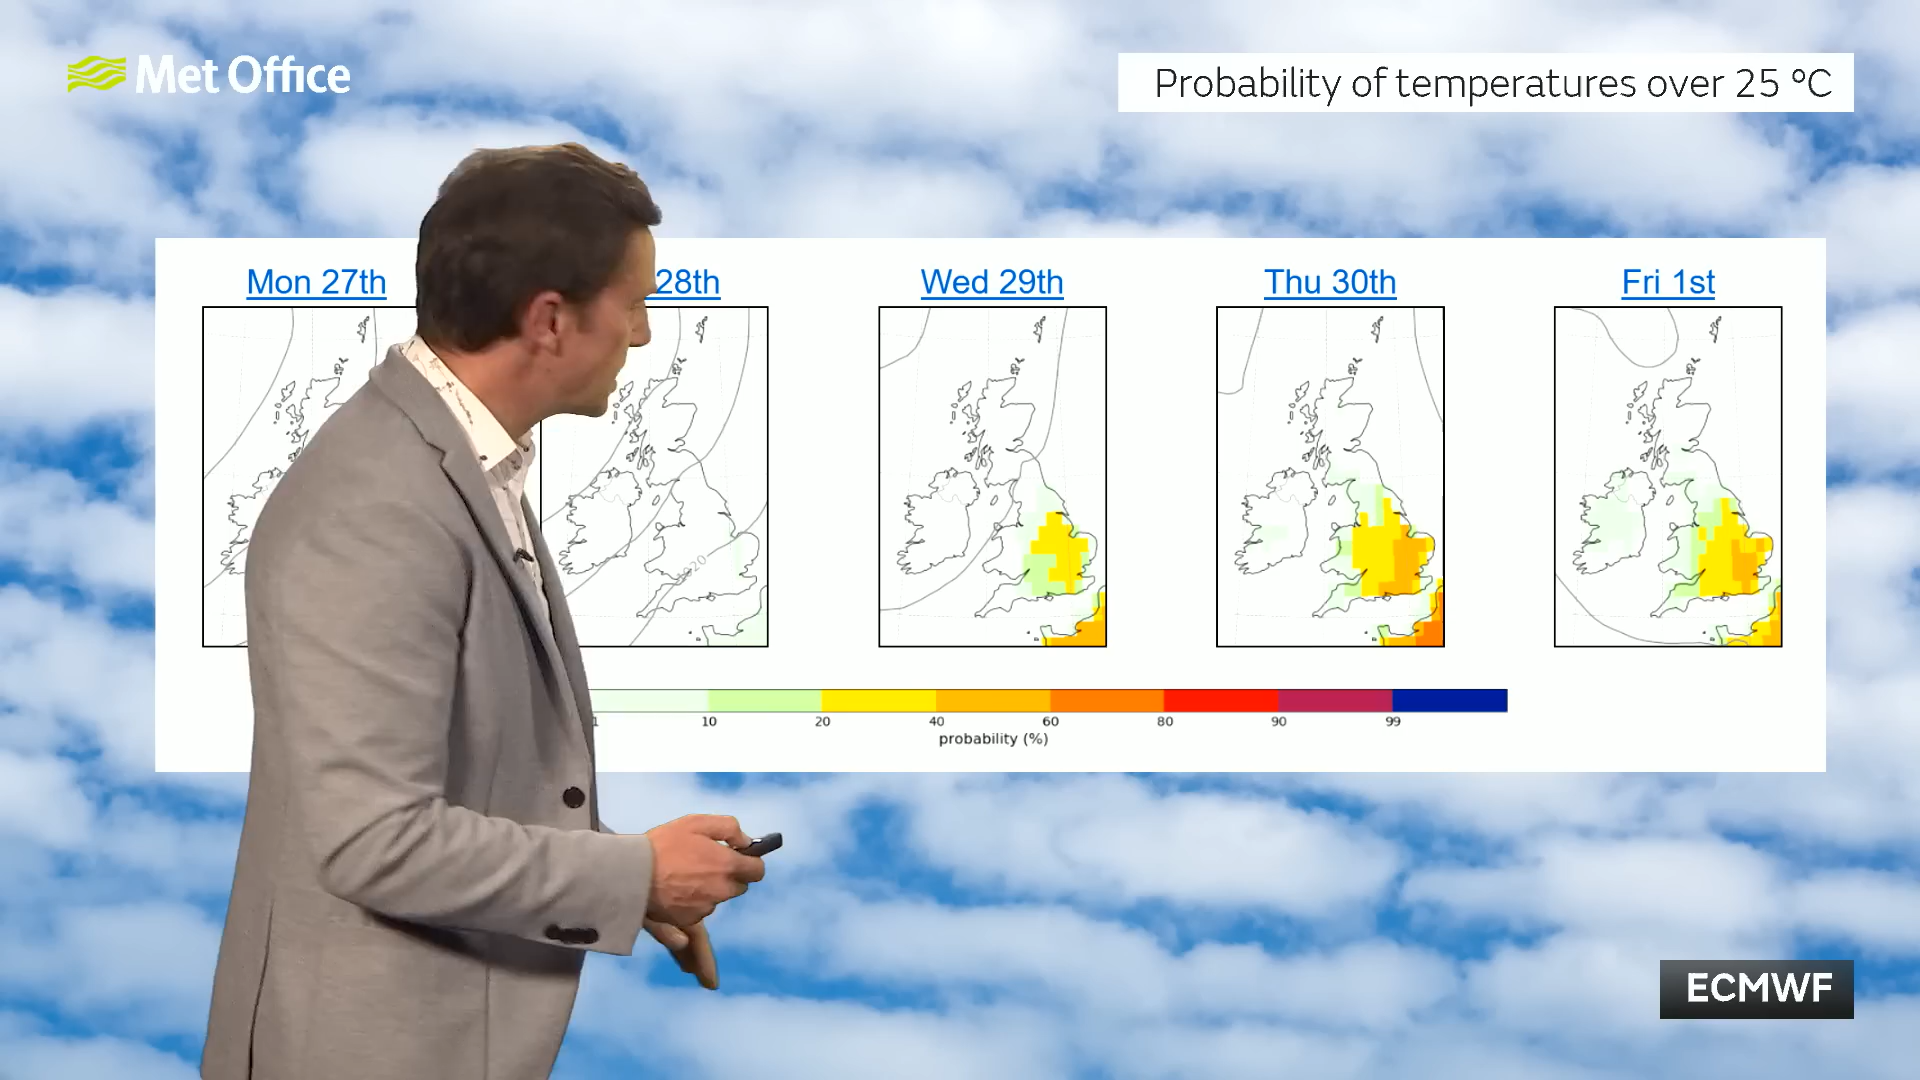 Met Office
Probability of temperatures over 25 °C
Mon 27th
28th
Wed 29th
Thu 30th
Fri 1st
1 10 20 40 60 80 90 99
probability (%)
ECMWF